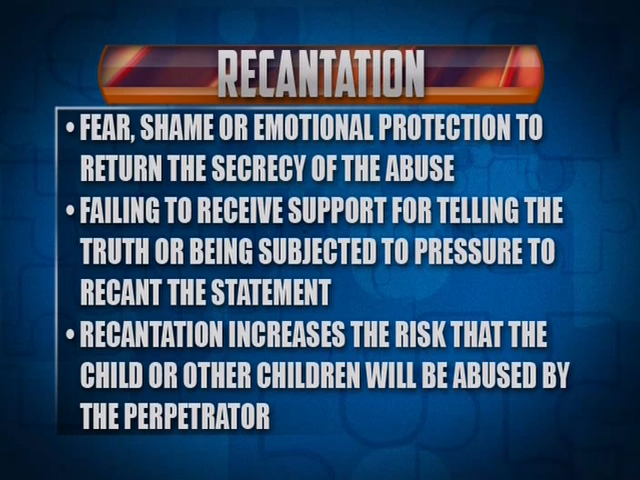 RECANTATION
• FEAR, SHAME OR EMOTIONAL PROTECTION TO
RETURN THE SECRECY OF THE ABUSE
• FAILING TO RECEIVE SUPPORT FOR TELLING THE
TRUTH OR BEING SUBJECTED TO PRESSURE TO
RECANT THE STATEMENT
• RECANTATION INCREASES THE RISK THAT THE
CHILD OR OTHER CHILDREN WILL BE ABUSED BY
THE PERPETRATOR